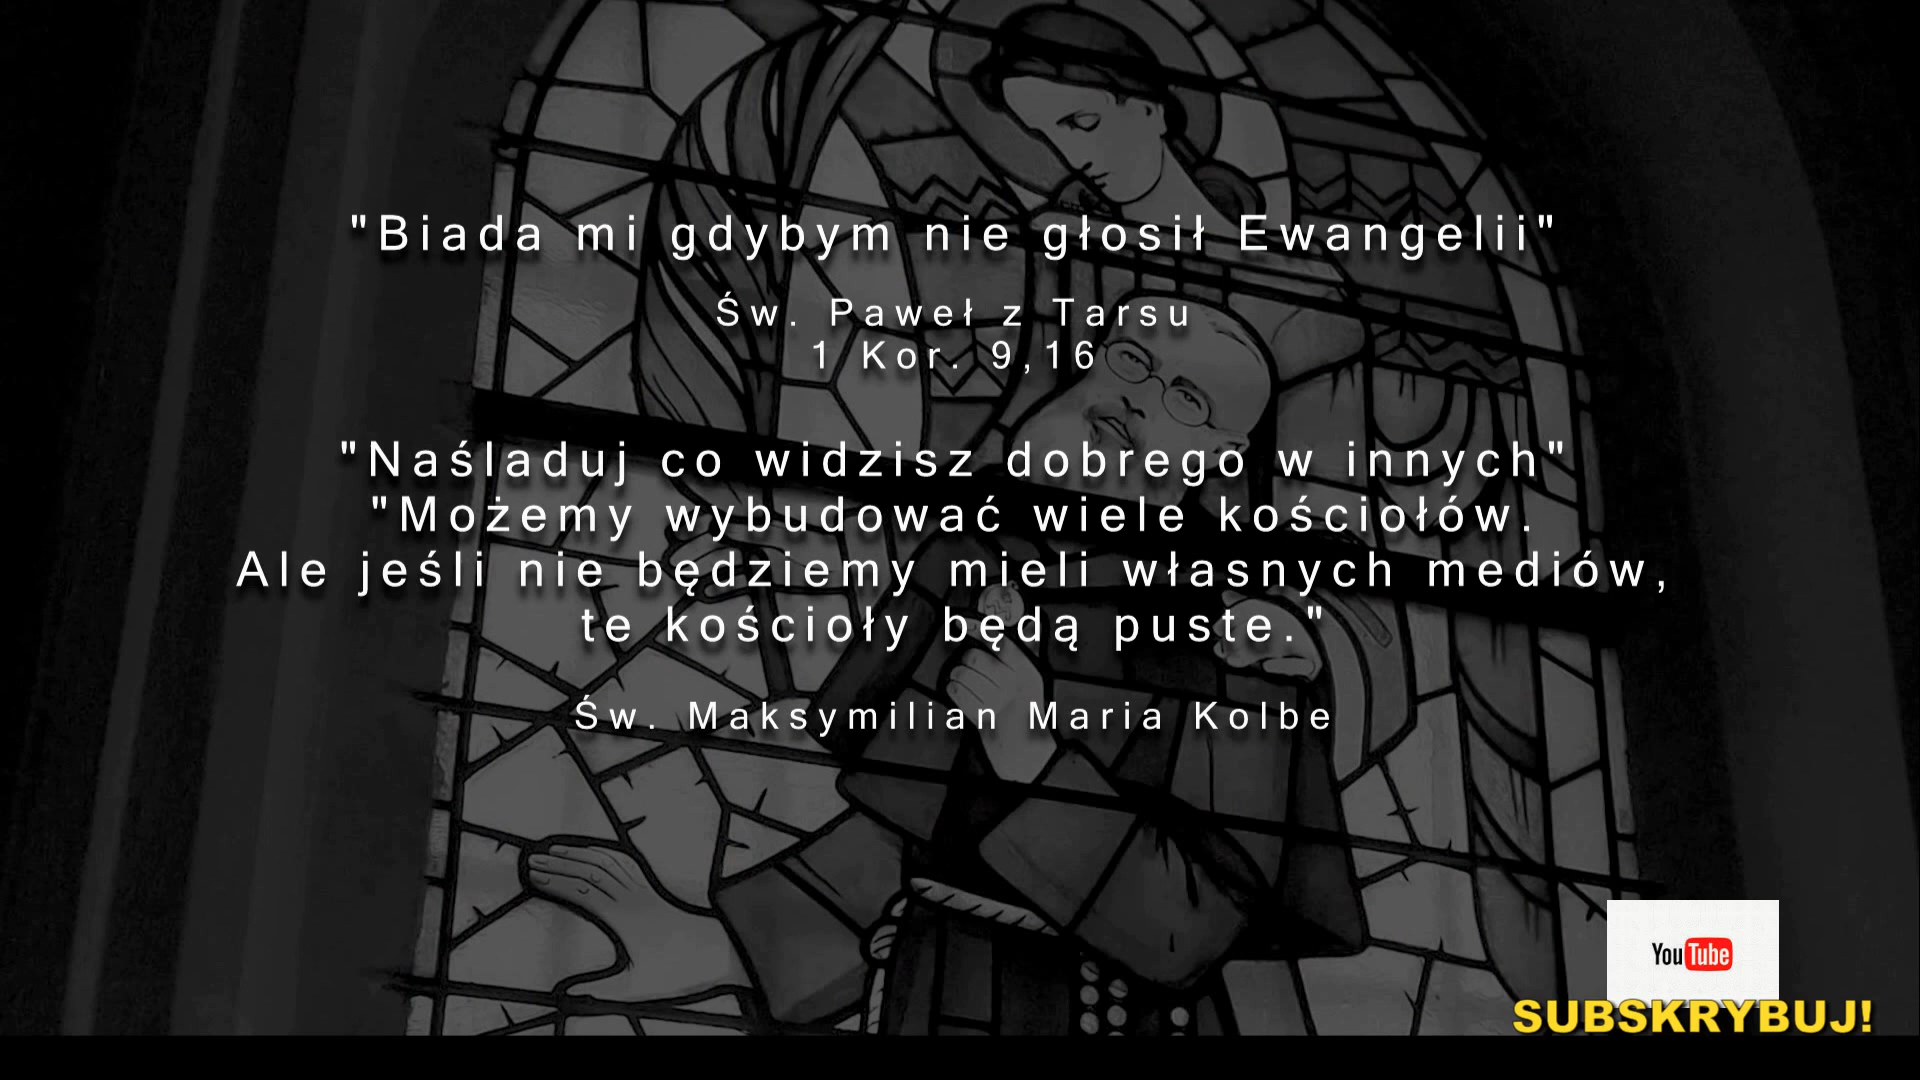 "Biada mi gdybym nie głosił Ewangelii"
Św. Paweł z Tarsu
1 Kor. 9,16
"Naśladuj co widzisz dobrego w innych"
"Możemy wybudować wiele kościołów.
Ale jeśli nie będziemy mieli własnych mediów,
te kościoły będą puste."
Św. Maksymilian Maria Kolbe
YouTube
SUBSKRYBUJ!